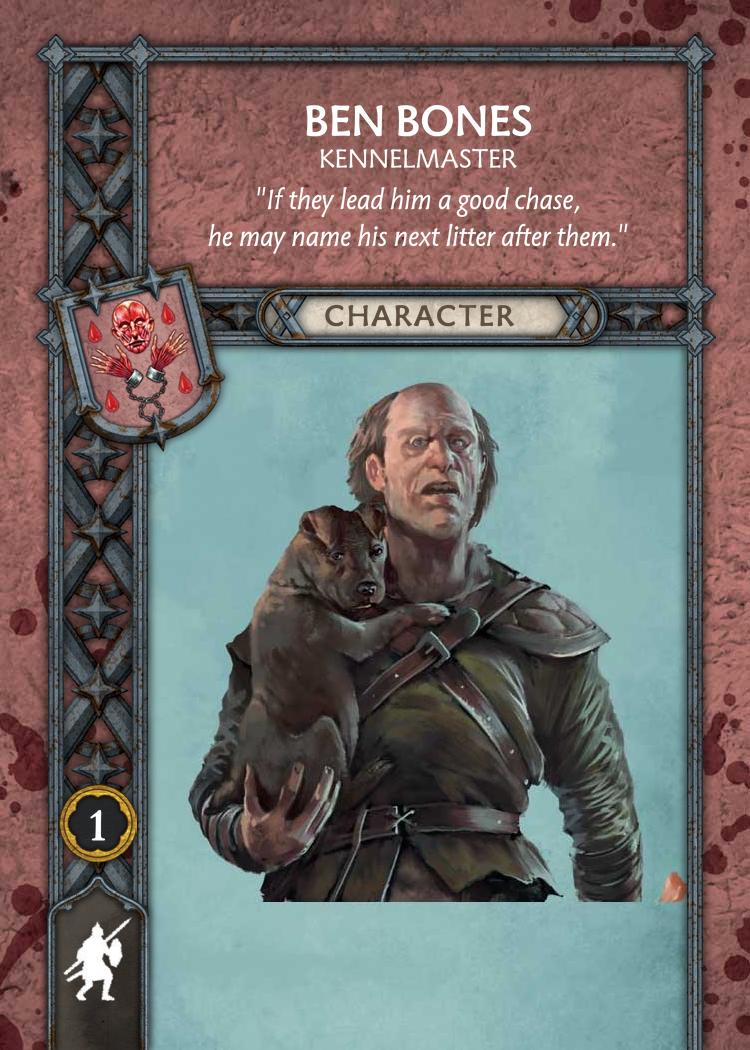 BEN BONES
KENNELMASTER
"If they lead him a good chase,
he may name his next litter after them."
CHARACTER
1